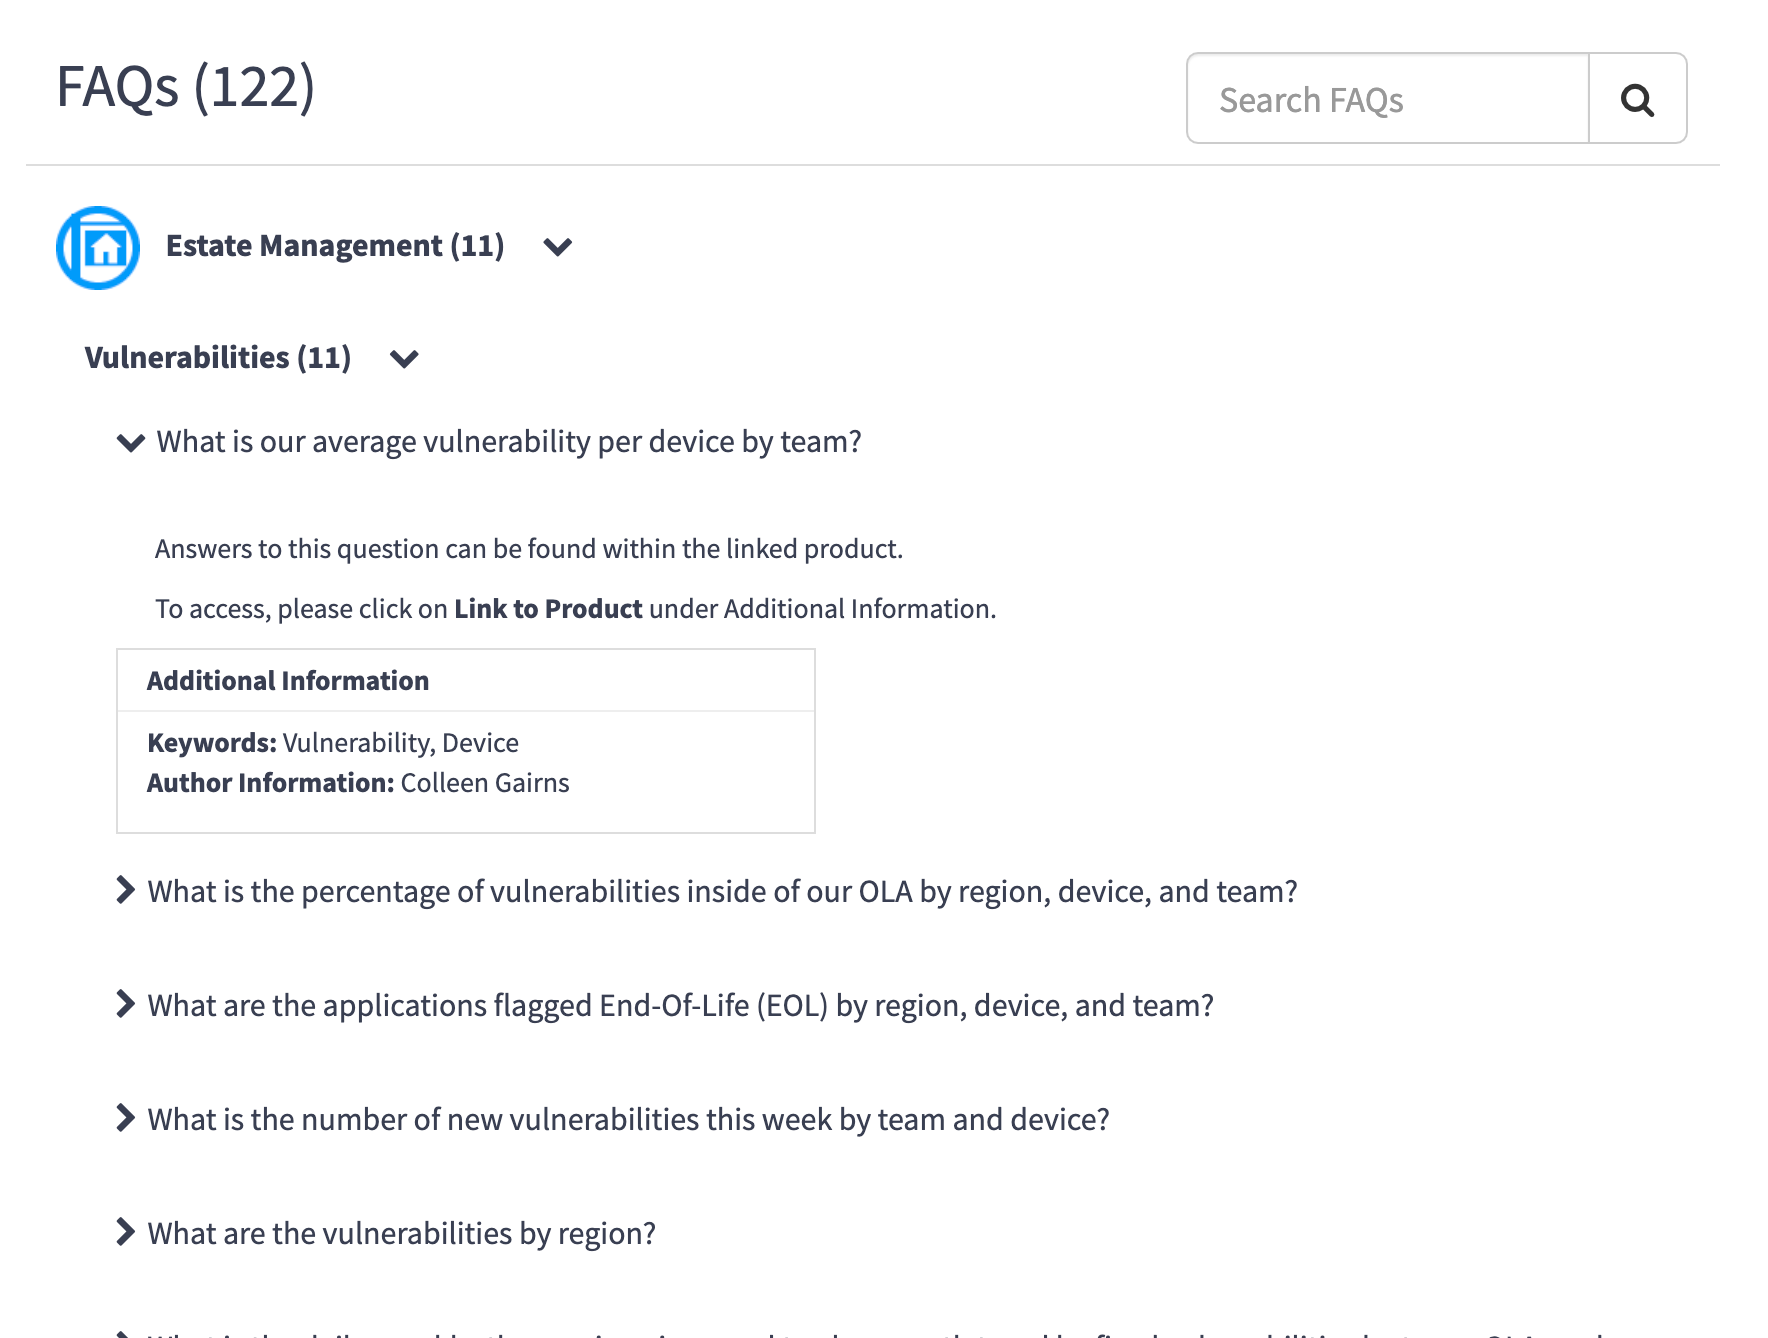 FAQs (122)
Search FAQs
Estate Management (11)
Vulnerabilities (11)
What is our average vulnerability per device by team?
Answers to this question can be found within the linked product.
To access, please click on Link to Product under Additional Information.
Additional Information
Keywords: Vulnerability, Device
Author Information: Colleen Gairns
What is the percentage of vulnerabilities inside of our OLA by region, device, and team?
What are the applications flagged End-Of-Life (EOL) by region, device, and team?
What is the number of new vulnerabilities this week by team and device?
What are the vulnerabilities by region?